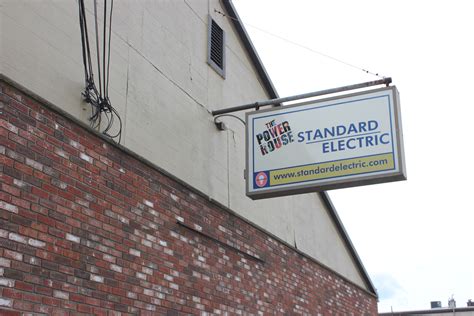 THE
POWER
HOUSE
STANDARD
ELECTRIC
www.standardelectric.com